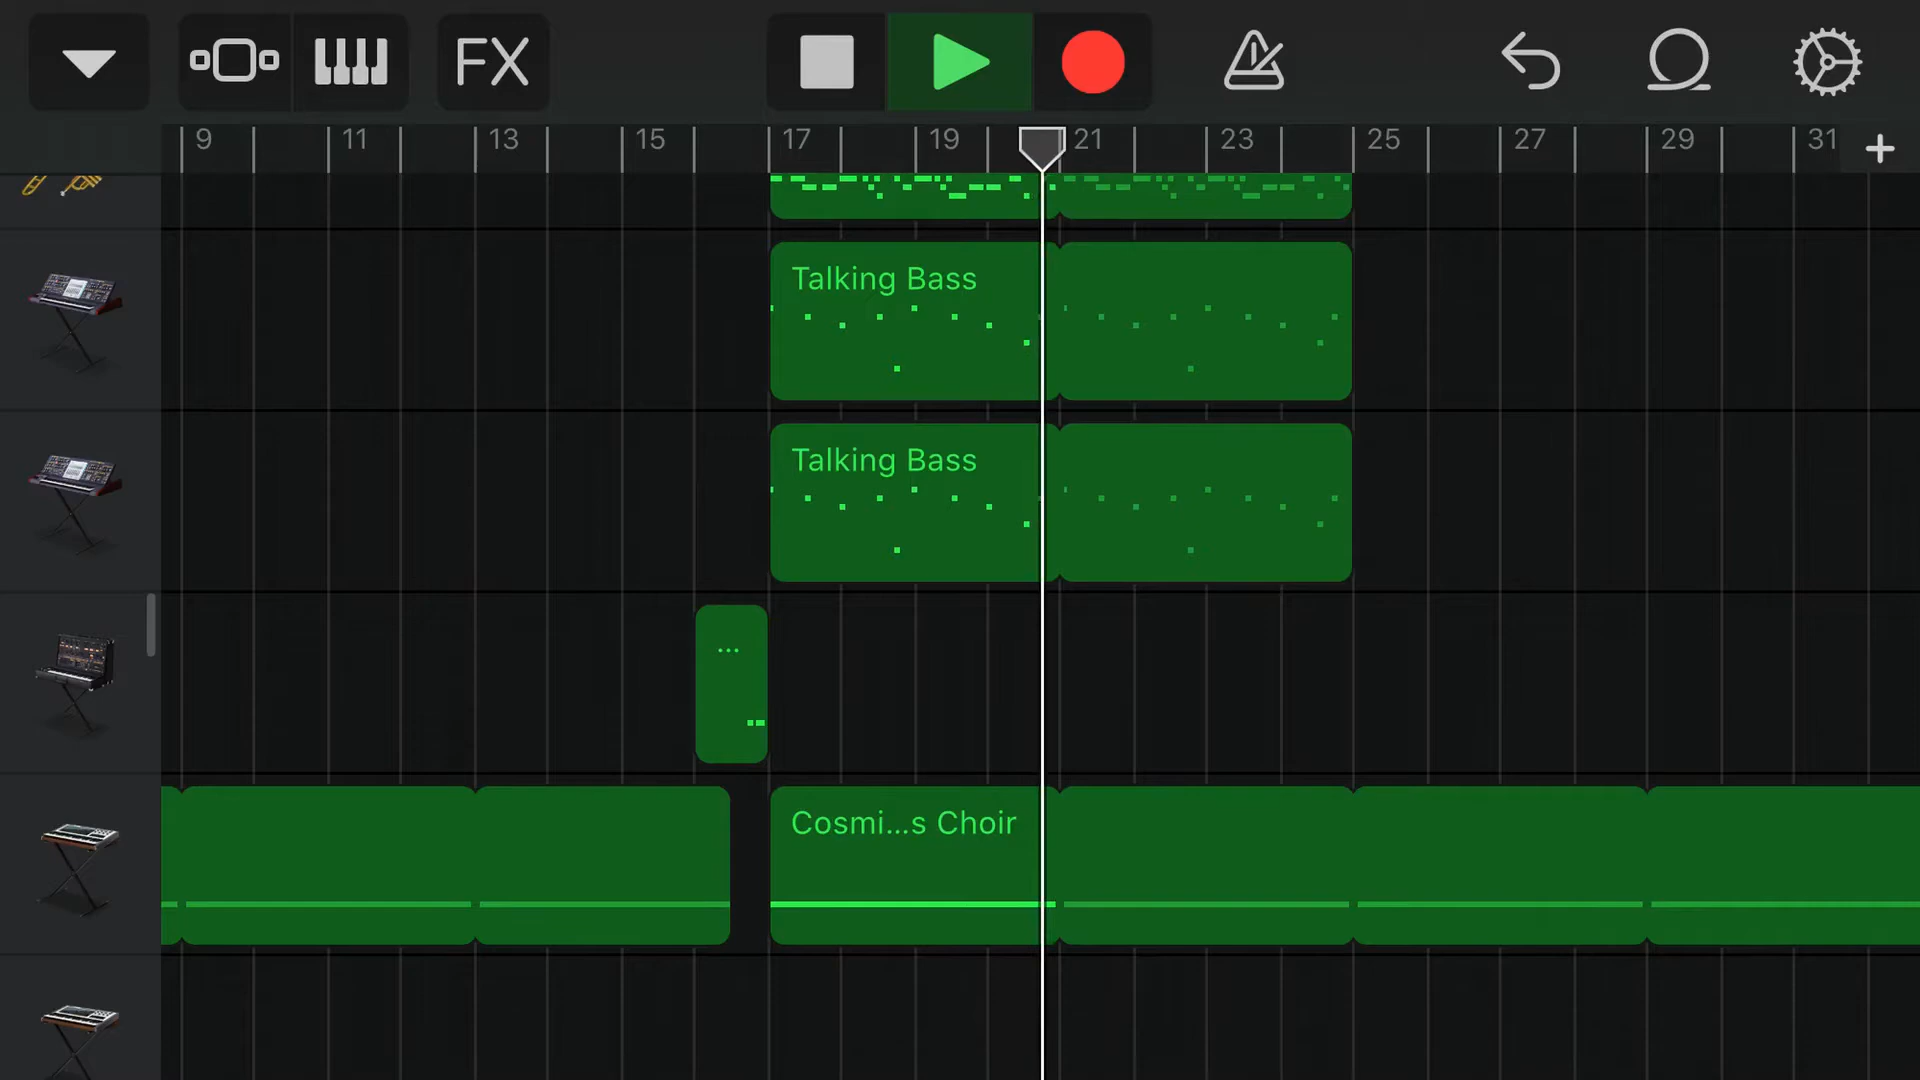 FX
9 11 13 15 17 19 21 23 25 27 29 31 +
Talking Bass
Talking Bass
...
Cosmi...s Choir